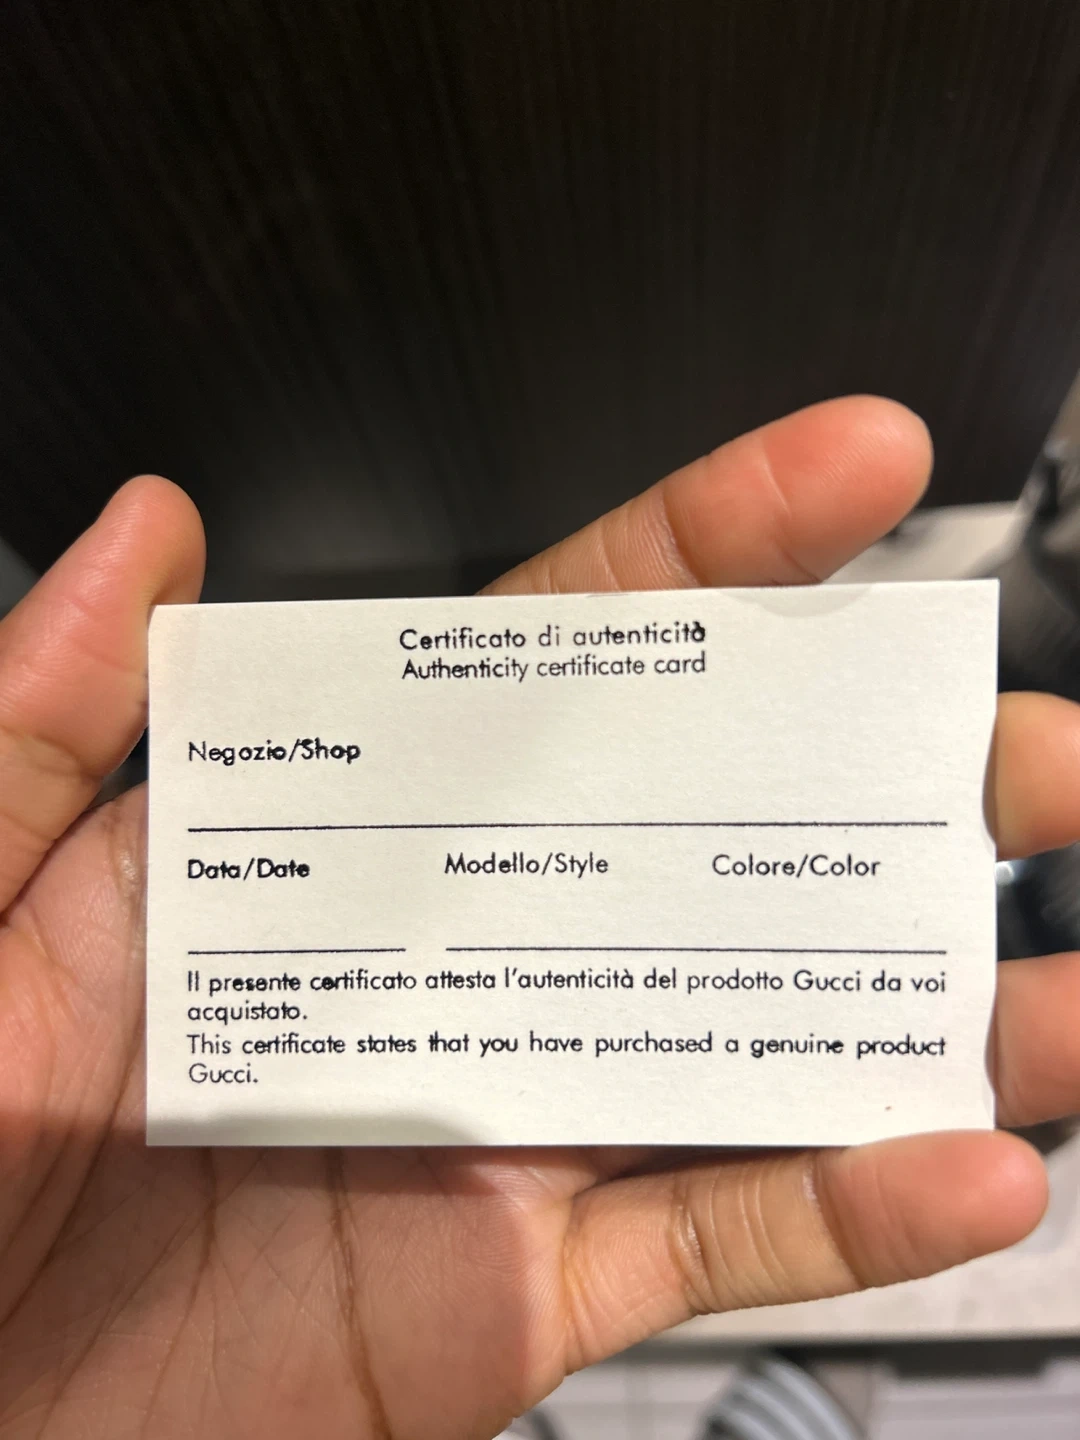 Certificato di autenticità
Authenticity certificate card
Negozio/Shop
Data/Date Modello/Style Colore/Color
Il presente certificato attesta l'autenticità del prodotto Gucci da voi
acquistato.
This certificate states that you have purchased a genuine product
Gucci.